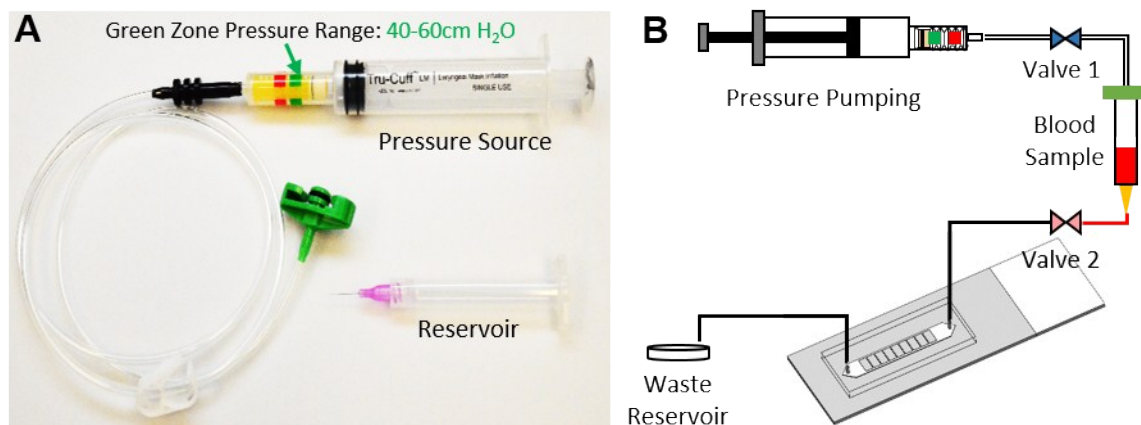 A
Green Zone Pressure Range: 40-60cm H₂O
Tru-Cuff LM Laryngeal Mask Inflation
SINGLE USE
Pressure Source
Reservoir
B
Pressure Pumping
Valve 1
Blood
Sample
Valve 2
Waste
Reservoir